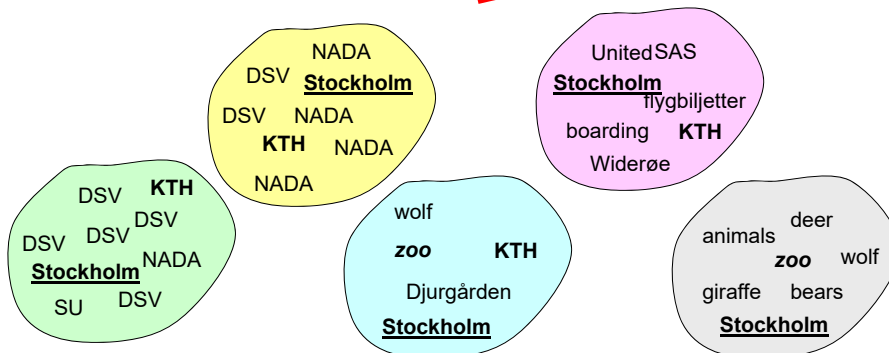 NADA
DSV
Stockholm
DSV NADA
KTH
NADA
NADA
United SAS
Stockholm
flygbiljetter
boarding KTH
Widerøe
DSV KTH
DSV
DSV DSV
Stockholm NADA
SU DSV
wolf
zoo KTH
Djurgården
Stockholm
deer
animals
zoo wolf
giraffe bears
Stockholm